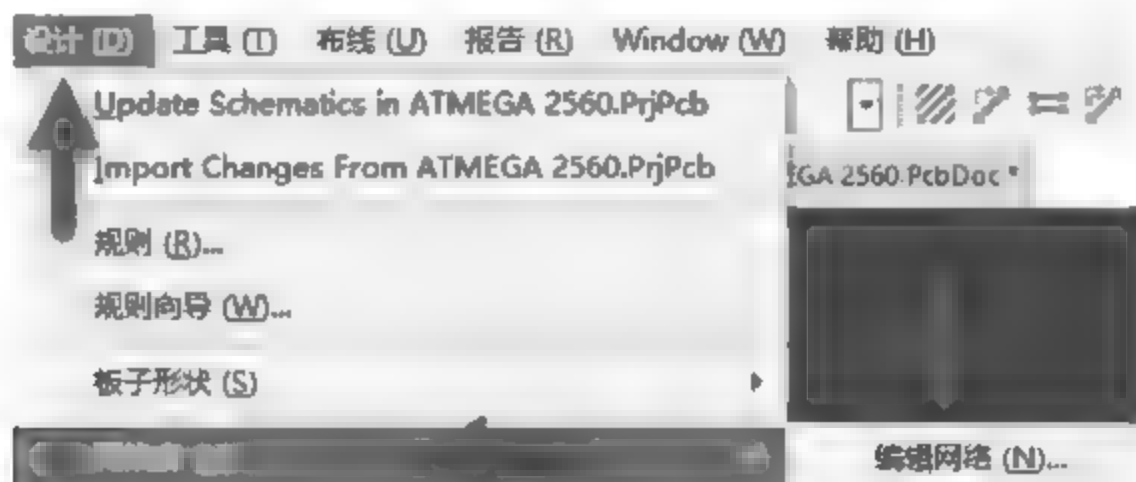 设计 (D) 工具 (T) 布线 (U) 报告 (R) Window (W) 帮助 (H)
Update Schematics in ATMEGA 2560.PrjPcb
Import Changes From ATMEGA 2560.PrjPcb
EGA 2560.PcbDoc *
规则 (R)...
规则向导 (W)...
板子形状 (S)
编辑网络 (N)...